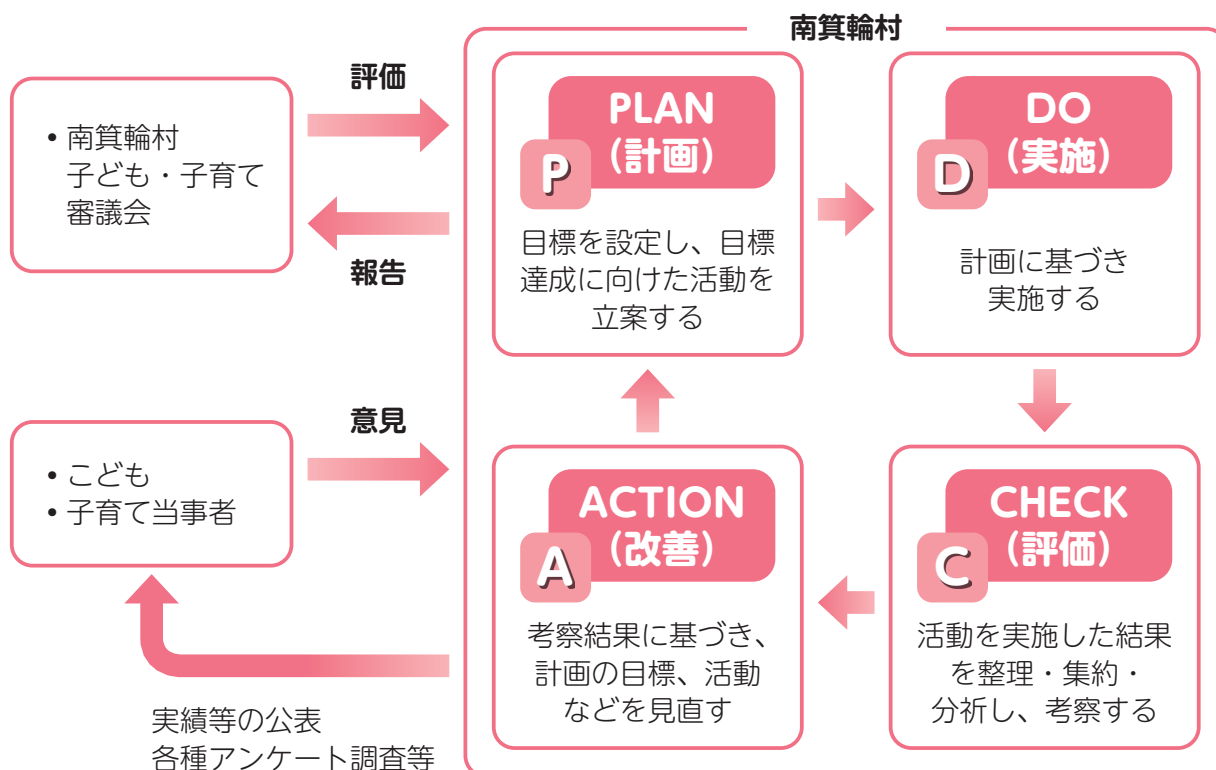 南箕輪村
評価
• 南箕輪村
子ども・子育て
審議会
報告
PLAN
(計画)
P
目標を設定し、目標
達成に向けた活動を
立案する
DO
(実施)
D
計画に基づき
実施する
意見
• こども
• 子育て当事者
ACTION
(改善)
A
考察結果に基づき、
計画の目標、活動
などを見直す
CHECK
(評価)
C
活動を実施した結果
を整理・集約・
分析し、考察する
実績等の公表
各種アンケート調査等